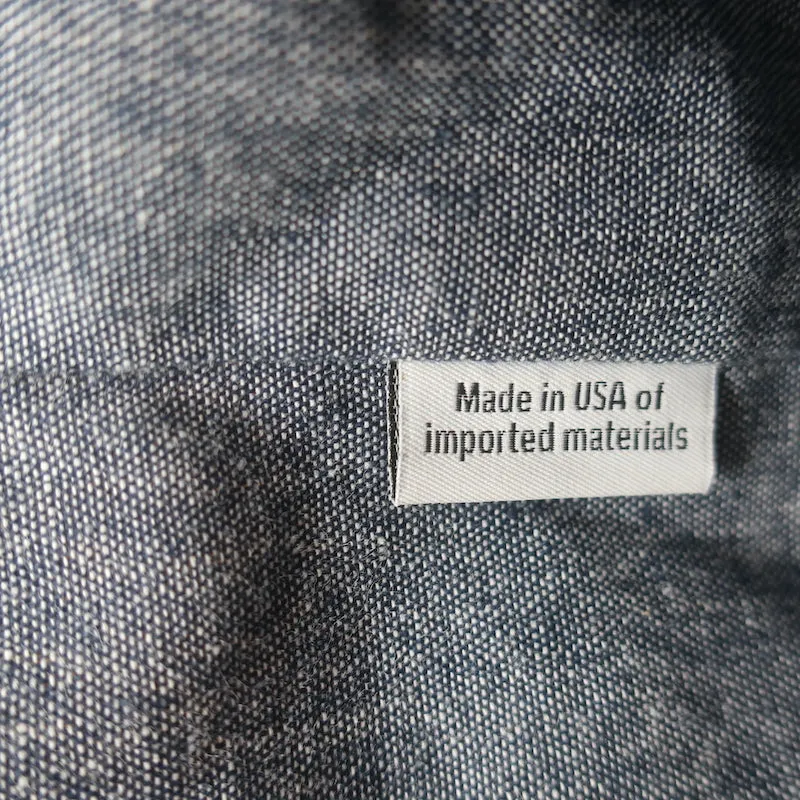 Made in USA of
imported materials